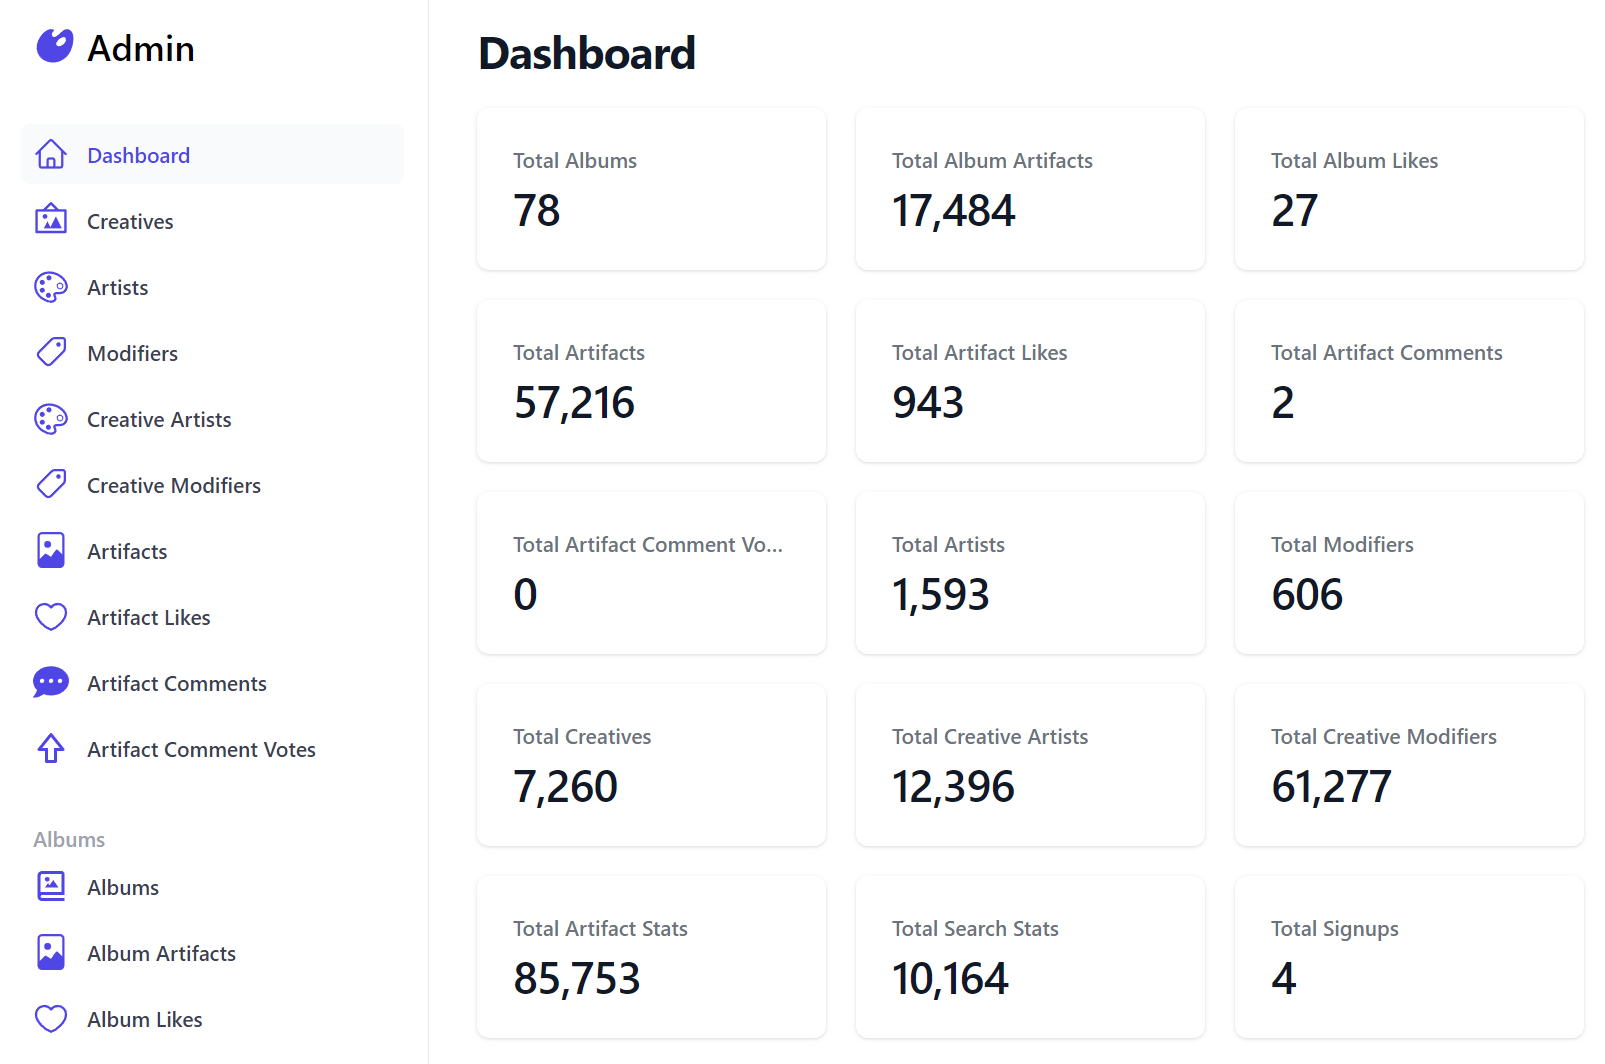 Admin
Dashboard
Creatives
Artists
Modifiers
Creative Artists
Creative Modifiers
Artifacts
Artifact Likes
Artifact Comments
Artifact Comment Votes
Albums
Albums
Album Artifacts
Album Likes
Dashboard
Total Albums
78
Total Album Artifacts
17,484
Total Album Likes
27
Total Artifacts
57,216
Total Artifact Likes
943
Total Artifact Comments
2
Total Artifact Comment Vo...
0
Total Artists
1,593
Total Modifiers
606
Total Creatives
7,260
Total Creative Artists
12,396
Total Creative Modifiers
61,277
Total Artifact Stats
85,753
Total Search Stats
10,164
Total Signups
4